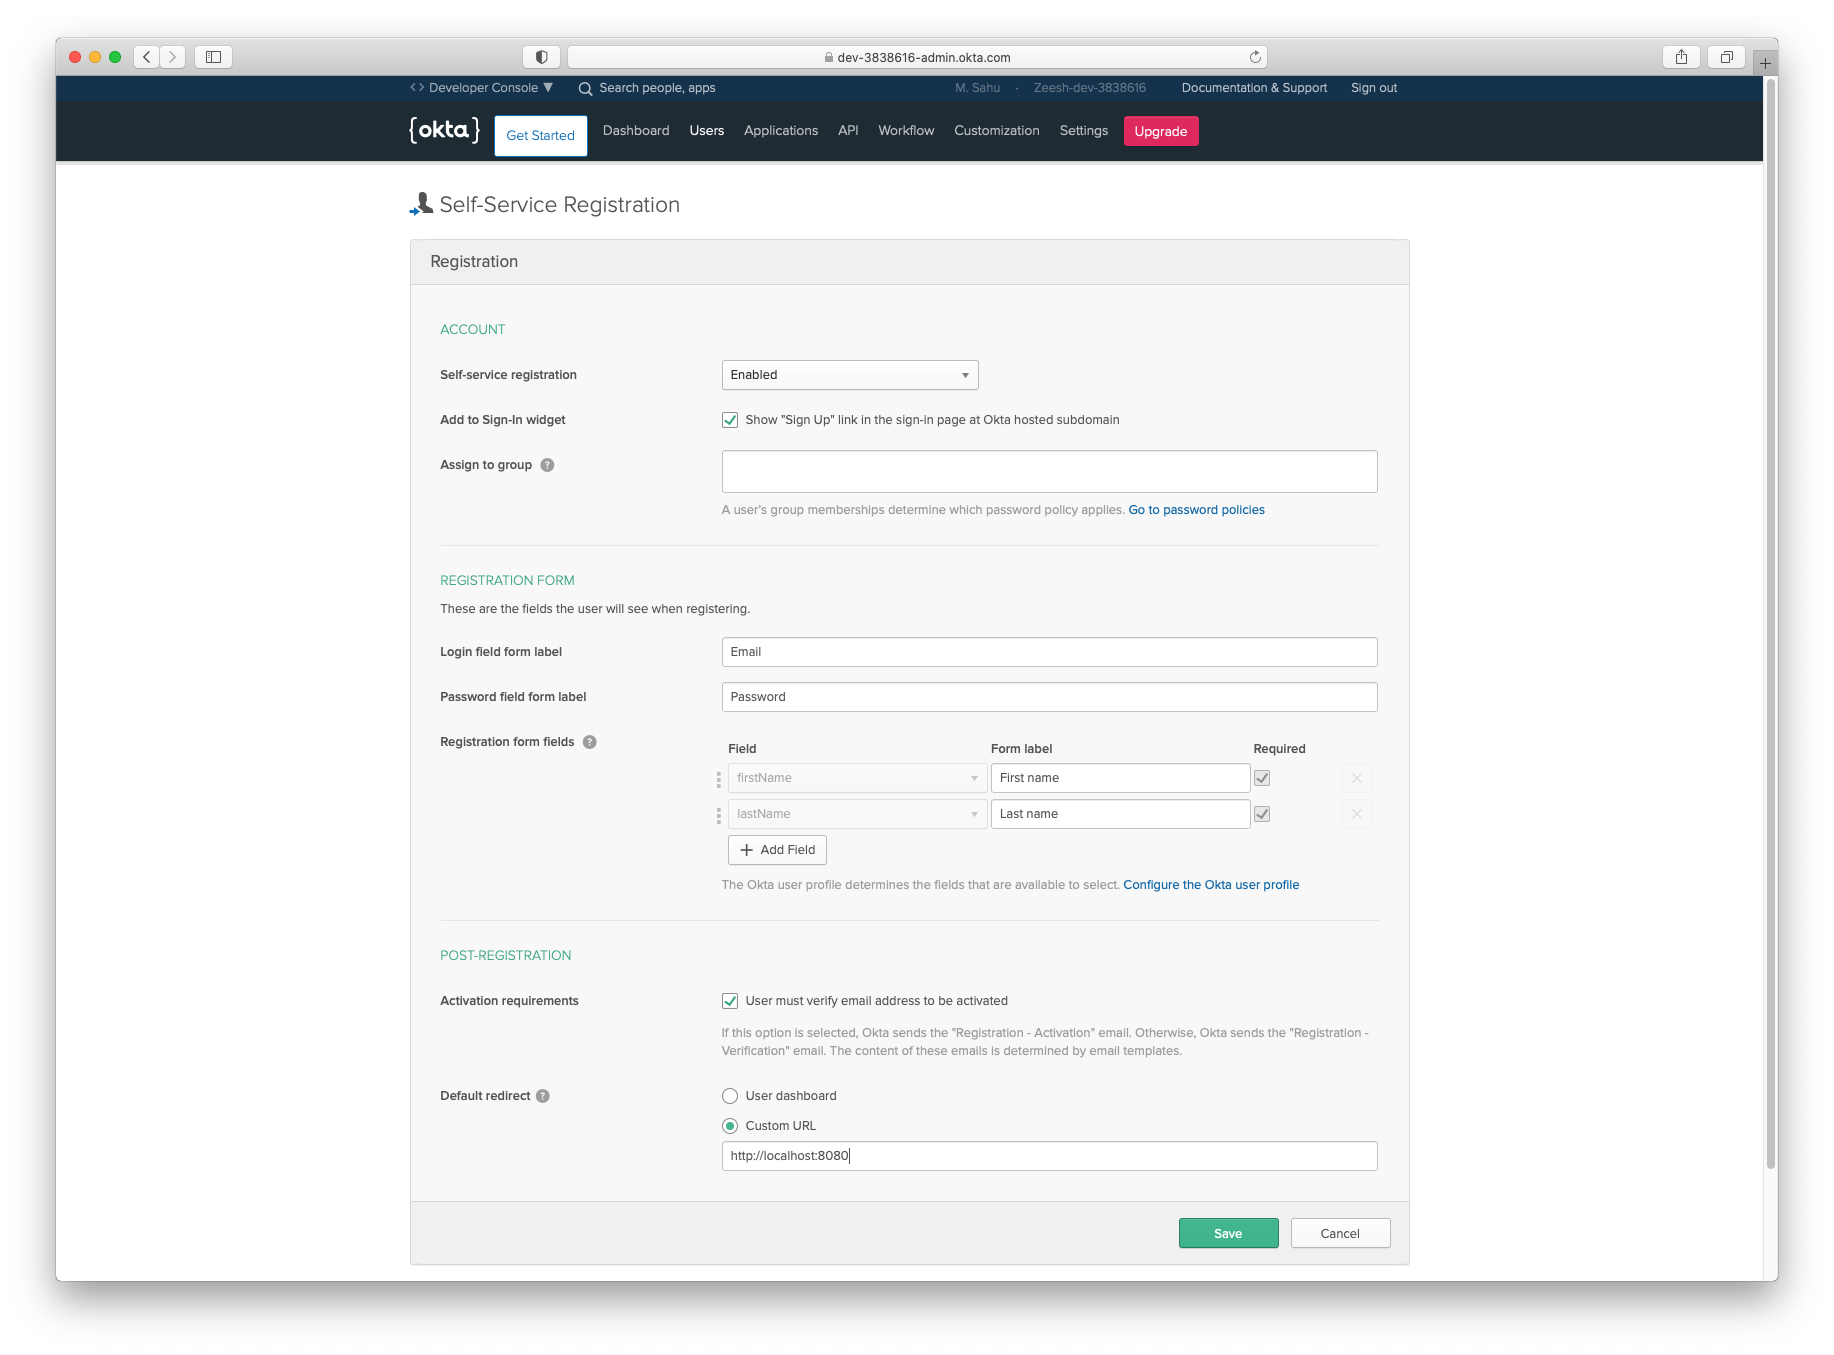 dev-3838616-admin.okta.com
<> Developer Console ▼ Search people, apps M. Sahu · Zeesh-dev-3838616 Documentation & Support Sign out
{okta} Get Started Dashboard Users Applications API Workflow Customization Settings Upgrade
Self-Service Registration
Registration
ACCOUNT
Self-service registration Enabled
Add to Sign-In widget Show "Sign Up" link in the sign-in page at Okta hosted subdomain
Assign to group ?
A user's group memberships determine which password policy applies. Go to password policies
REGISTRATION FORM
These are the fields the user will see when registering.
Login field form label Email
Password field form label Password
Registration form fields ?
Field Form label Required
firstName First name
lastName Last name
+ Add Field
The Okta user profile determines the fields that are available to select. Configure the Okta user profile
POST-REGISTRATION
Activation requirements User must verify email address to be activated
If this option is selected, Okta sends the "Registration - Activation" email. Otherwise, Okta sends the "Registration -
Verification" email. The content of these emails is determined by email templates.
Default redirect ? User dashboard
Custom URL
http://localhost:8080
Save Cancel